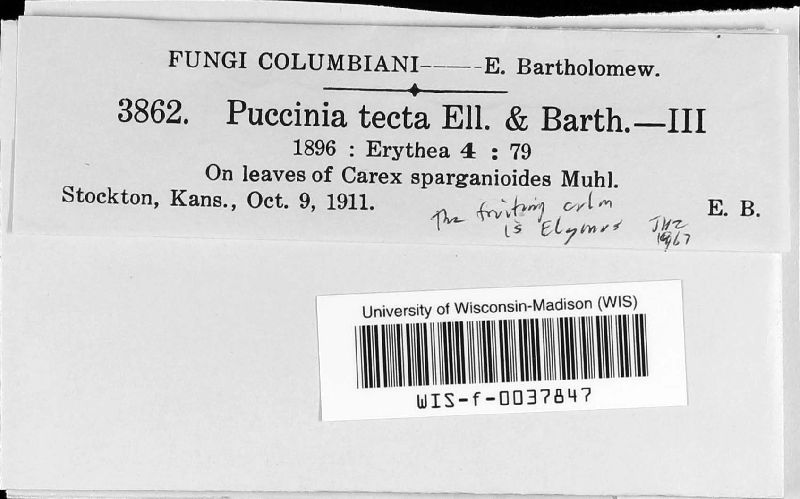 FUNGI COLUMBIANI——E. Bartholomew.
3862. Puccinia tecta Ell. & Barth.—III
1896 : Erythea 4 : 79
On leaves of Carex sparganioides Muhl.
Stockton, Kans., Oct. 9, 1911.
E. B.
The fruiting culm
is Elymus
JHZ
1967
University of Wisconsin-Madison (WIS)
WIS-f-0037847